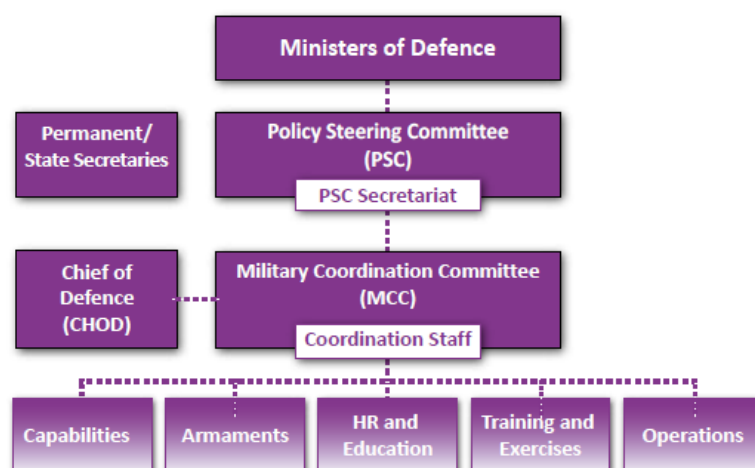 Ministers of Defence
Permanent/
State Secretaries
Policy Steering Committee
(PSC)
PSC Secretariat
Chief of
Defence
(CHOD)
Military Coordination Committee
(MCC)
Coordination Staff
Capabilities
Armaments
HR and
Education
Training and
Exercises
Operations